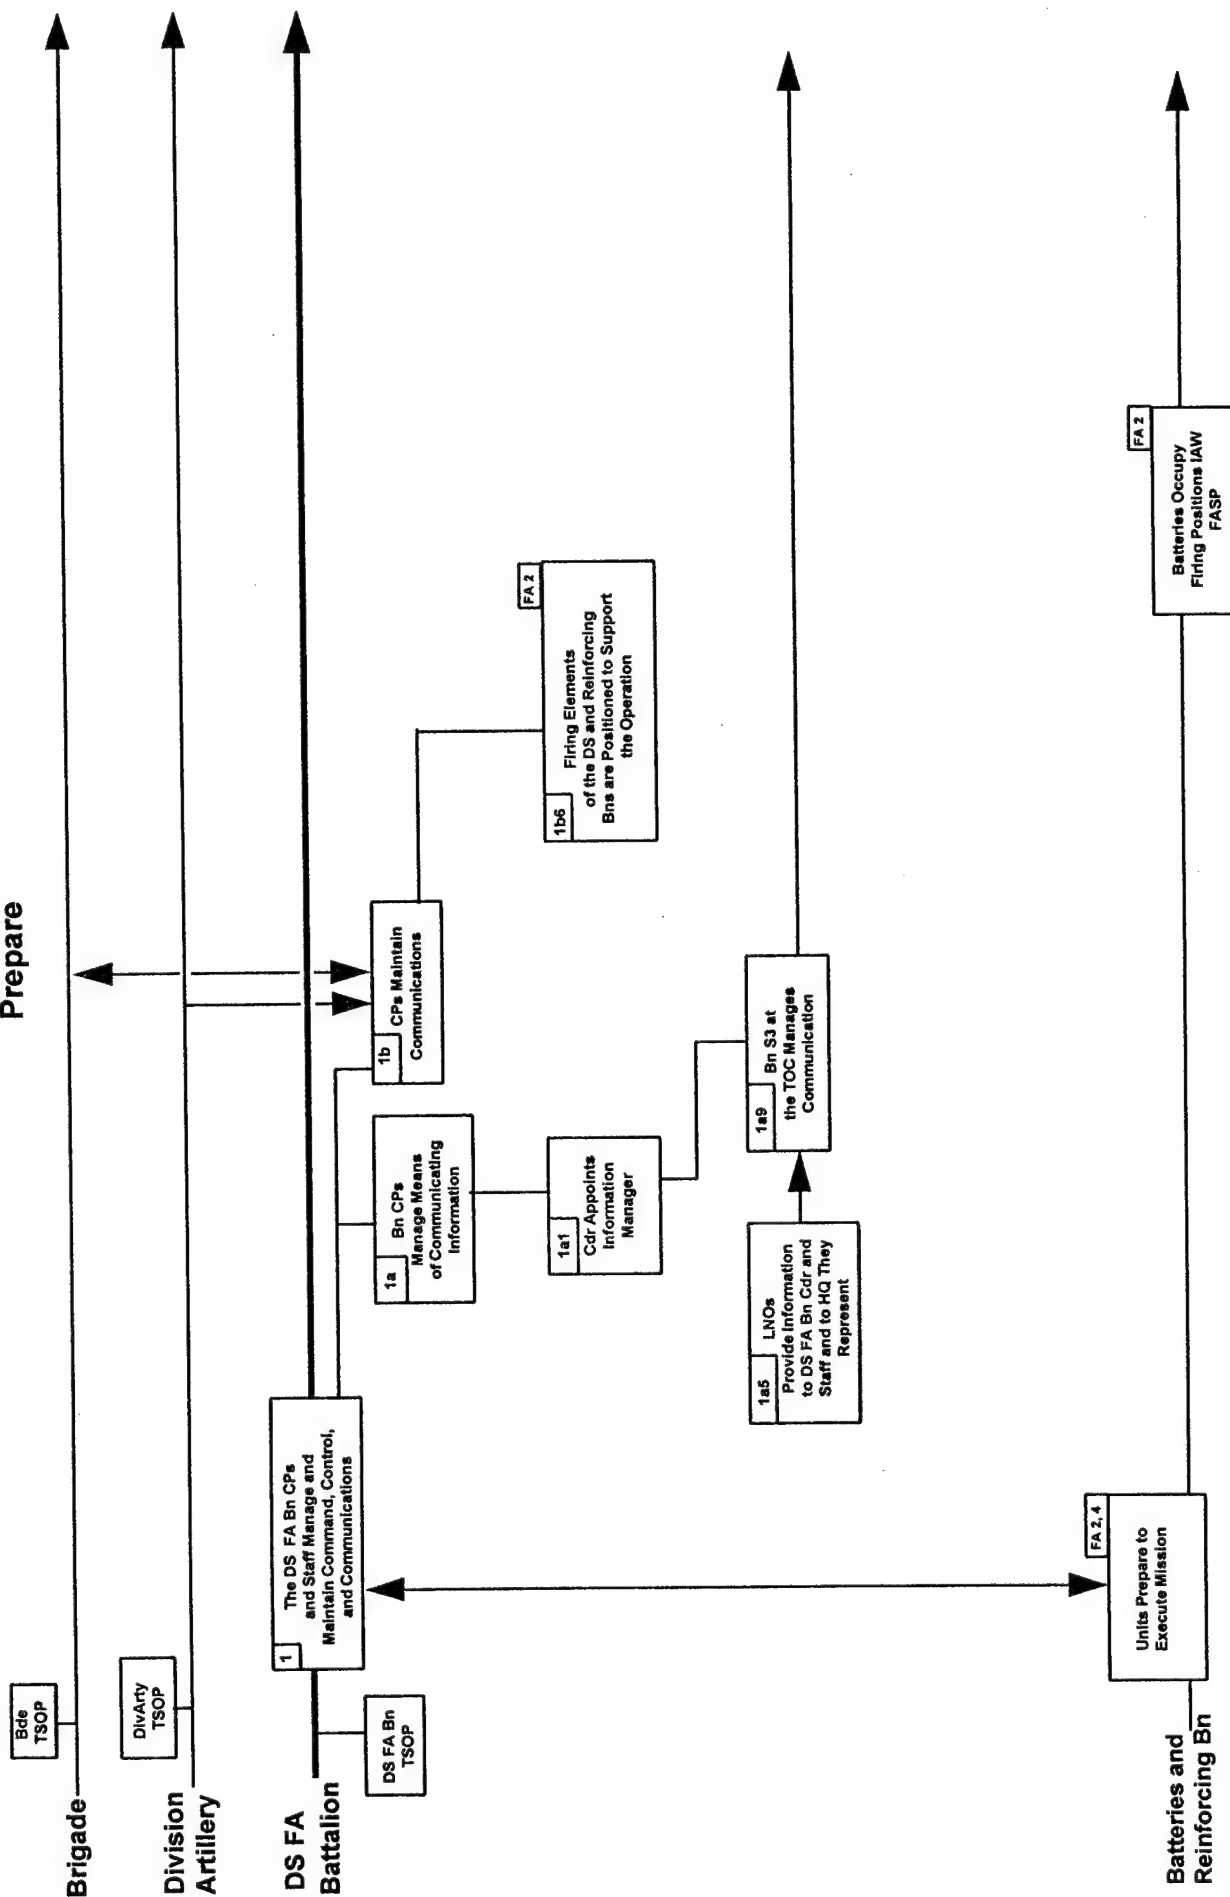 Prepare
Brigade
Bde
TSOP
Division
Artillery
DivArty
TSOP
DS FA
Battalion
DS FA Bn
TSOP
1
The DS FA Bn CPs
and Staff Manage and
Maintain Command, Control,
and Communications
1a
Bn CPs
Manage Means
of Communicating
Information
1b
CPs Maintain
Communications
1a1
Cdr Appoints
Information
Manager
1b6
FA 2
Firing Elements
of the DS and Reinforcing
Bns are Positioned to Support
the Operation
1a5
LNOs
Provide Information
to DS FA Bn Cdr and
Staff and to HQ They
Represent
1a9
Bn S3 at
the TOC Manages
Communication
Batteries and
Reinforcing Bn
FA 2, 4
Units Prepare to
Execute Mission
FA 2
Batteries Occupy
Firing Positions IAW
FASP